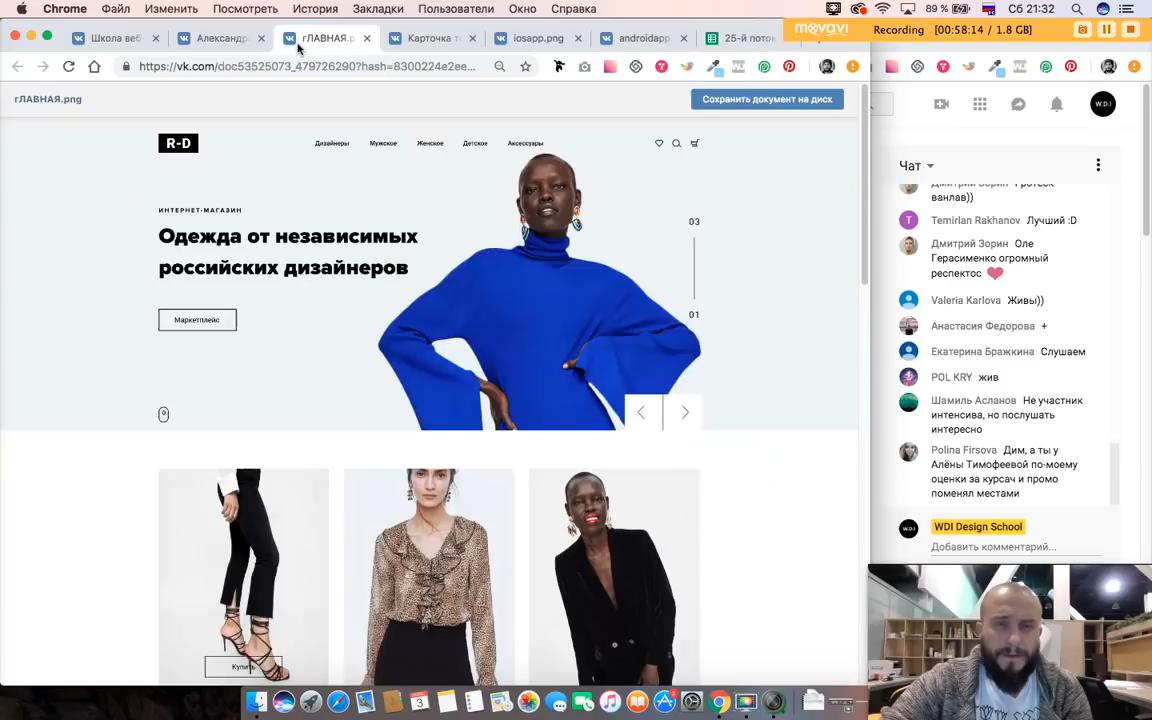 Chrome Файл Изменить Посмотреть История Закладки Пользователи Окно Справка
89 % Сб 21:32
Школа веб-
Александр
гЛАВНАЯ.р
Карточка т
iosapp.png
androidapp
25-й поток
movavi
Recording (00:58:14 / 1.8 GB)
https://vk.com/doc53525073_479726290?hash=8300224e2ee...
гЛАВНАЯ.png
Сохранить документ на диск
R-D
Дизайнеры Мужское Женское Детское Аксессуары
ИНТЕРНЕТ-МАГАЗИН
Одежда от независимых
российских дизайнеров
Маркетплейс
03
01
Купить
W.D.I
Чат
Дмитрий Зорин Гротеск
ванлав))
Temirlan Rakhanov Лучший :D
Дмитрий Зорин Оле
Герасименко огромный
респектос
Valeria Karlova Живы))
Анастасия Федорова +
Екатерина Бражкина Слушаем
POL KRY жив
Шамиль Асланов Не участник
интенсива, но послушать
интересно
Polina Firsova Дим, а ты у
Алёны Тимофеевой по-моему
оценки за курсач и промо
поменял местами
W.D.I
WDI Design School
Добавить комментарий...
3